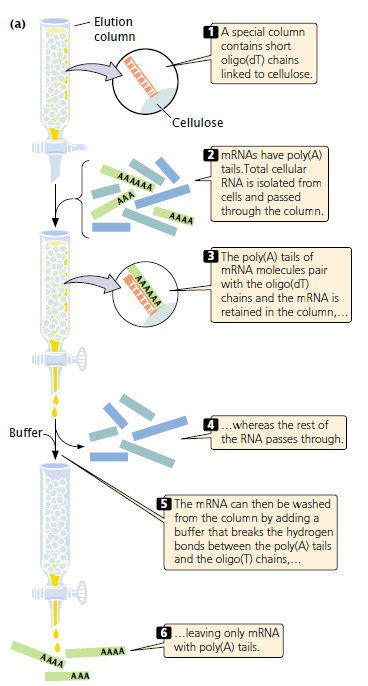 (a)
Elution
column
1 A special column
contains short
oligo(dT) chains
linked to cellulose.
Cellulose
2 mRNAs have poly(A)
tails.Total cellular
RNA is isolated from
cells and passed
through the column.
AAAAAA
AAA
AAAA
3 The poly(A) tails of
mRNA molecules pair
with the oligo(dT)
chains and the mRNA is
retained in the column,...
AAAAAA
4 ...whereas the rest of
the RNA passes through.
Buffer
5 The mRNA can then be washed
from the column by adding a
buffer that breaks the hydrogen
bonds between the poly(A) tails
and the oligo(T) chains,...
6 ...leaving only mRNA
with poly(A) tails.
AAAA
AAAA
AAA